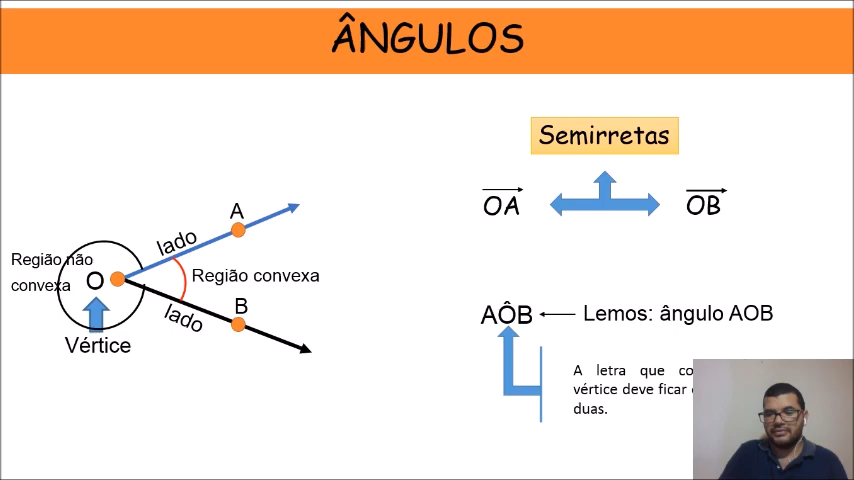 ÂNGULOS
Semirretas
OA
OB
A
lado
Região não
convexa
O
Região convexa
B
lado
Vértice
AÔB
Lemos: ângulo AOB
A letra que
vértice deve ficar
duas.